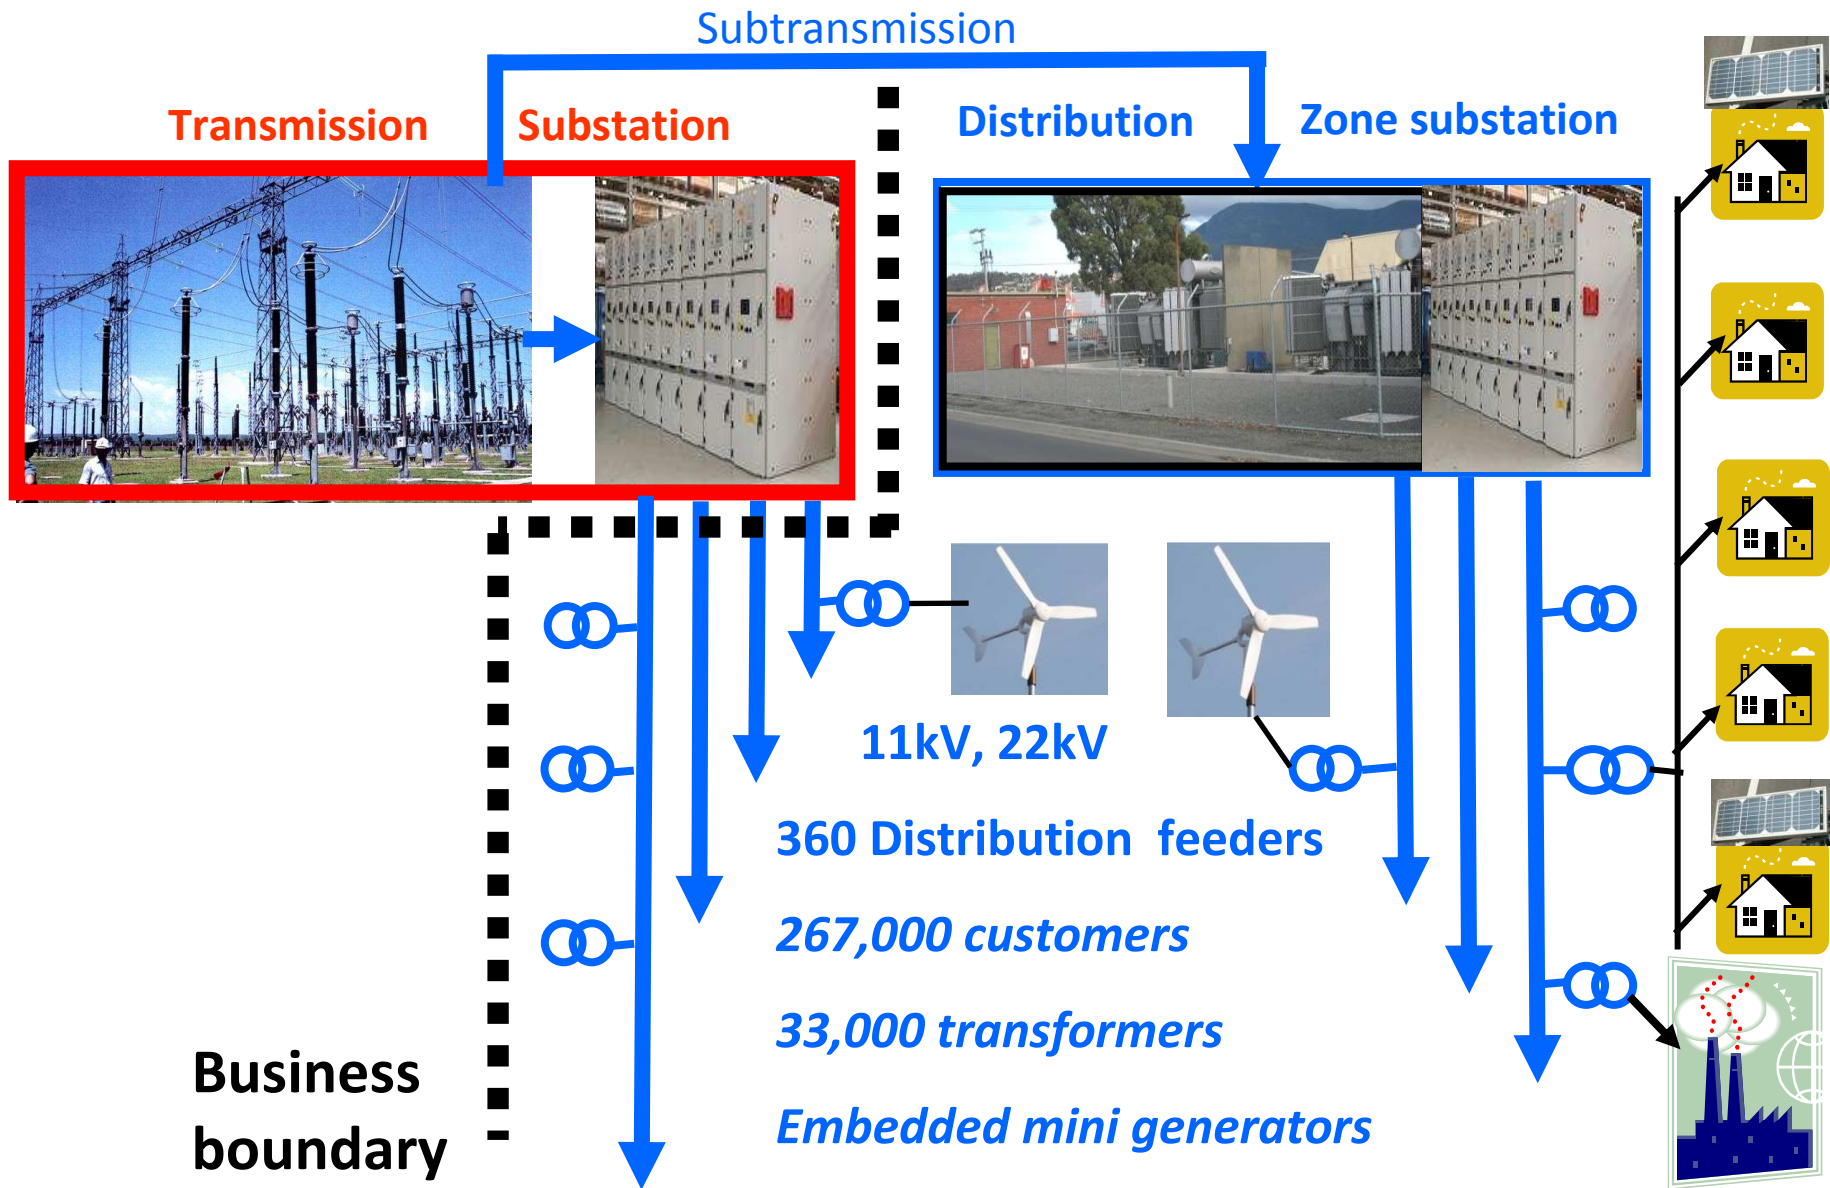 Subtransmission
Transmission Substation
Distribution Zone substation
11kV, 22kV
360 Distribution feeders
267,000 customers
33,000 transformers
Embedded mini generators
Business
boundary